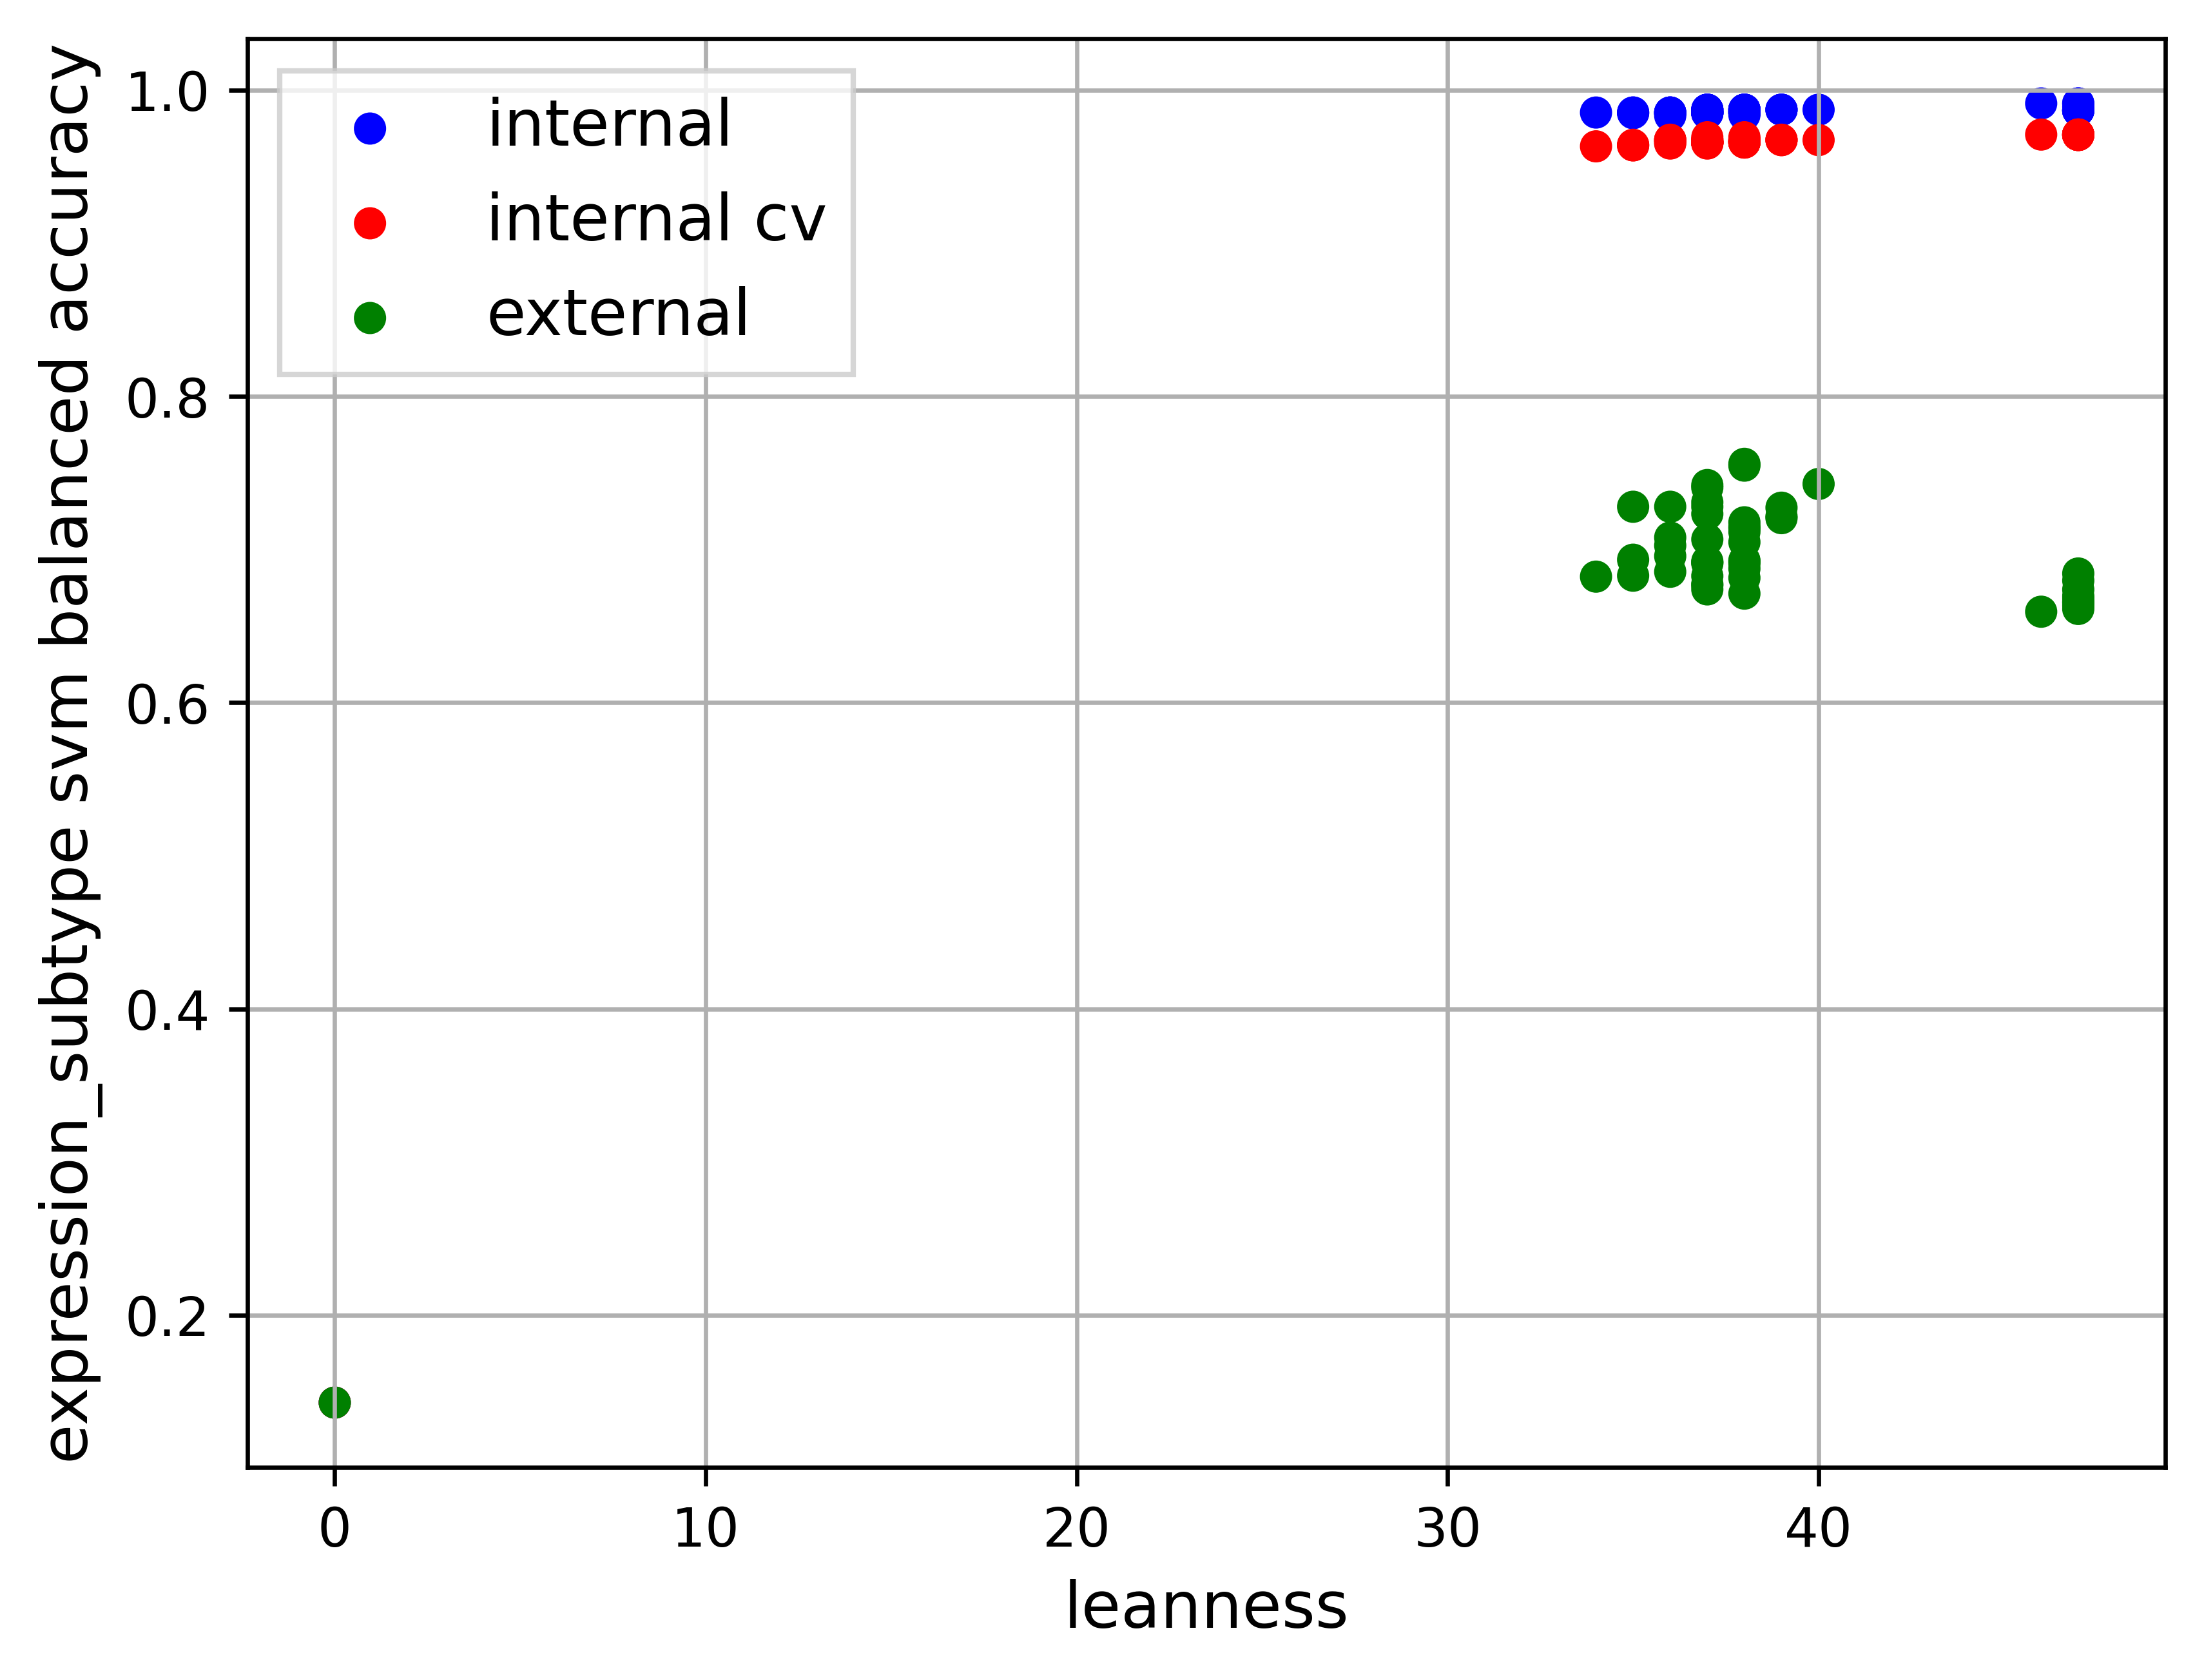 expression_subtype svm balanced accuracy
1.0
0.8
0.6
0.4
0.2
internal
internal cv
external
0 10 20 30 40
leanness